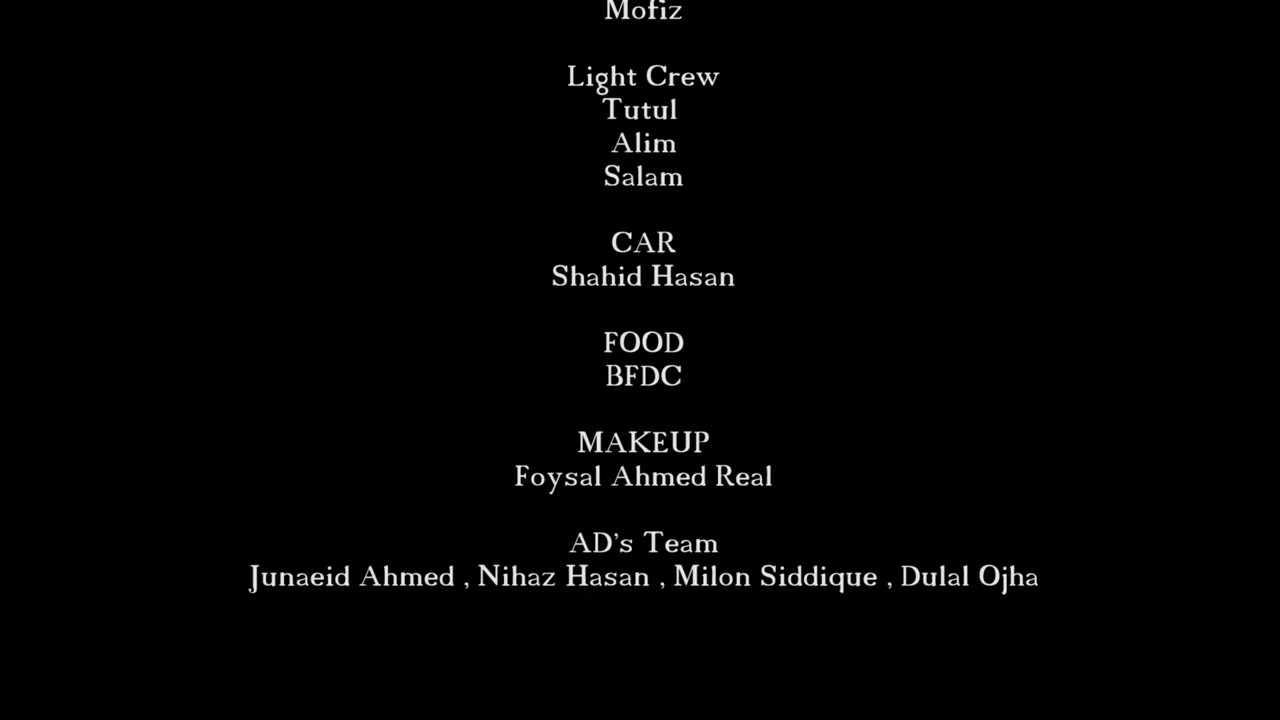 Mofiz
Light Crew
Tutul
Alim
Salam
CAR
Shahid Hasan
FOOD
BFDC
MAKEUP
Foysal Ahmed Real
AD's Team
Junaeid Ahmed , Nihaz Hasan , Milon Siddique , Dulal Ojha